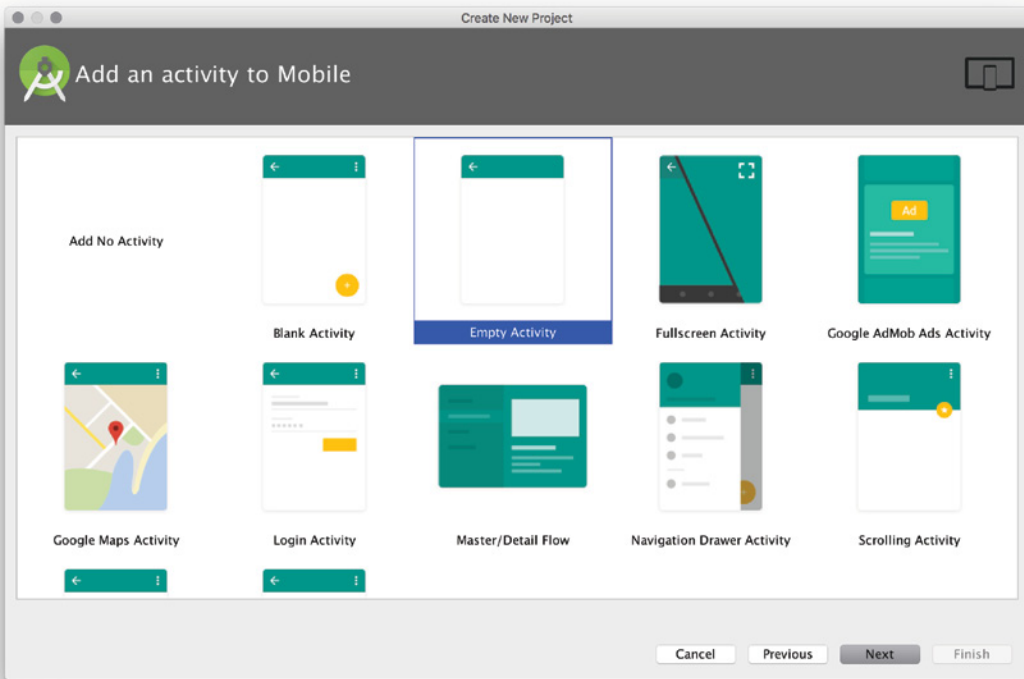 Create New Project
Add an activity to Mobile
Add No Activity
Blank Activity
Empty Activity
Fullscreen Activity
Ad
Google AdMob Ads Activity
Google Maps Activity
Login Activity
Master/Detail Flow
Navigation Drawer Activity
Scrolling Activity
Cancel
Previous
Next
Finish